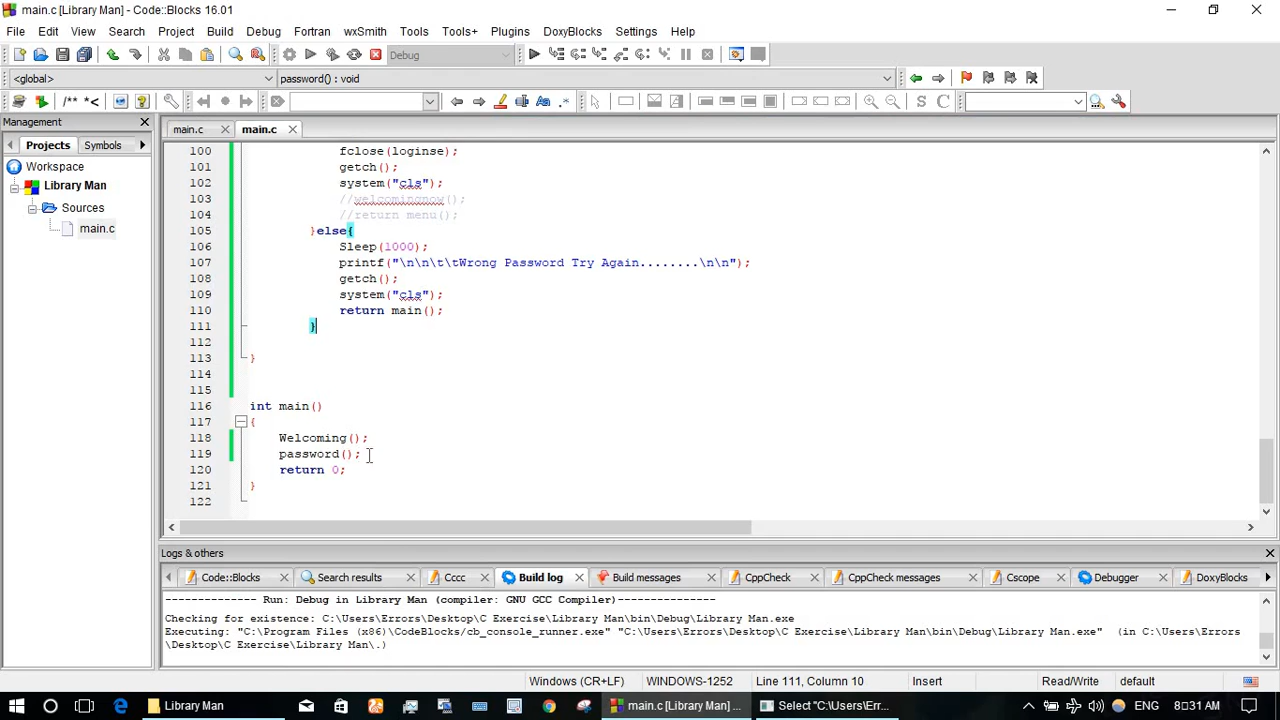 main.c [Library Man] - Code::Blocks 16.01
File Edit View Search Project Build Debug Fortran wxSmith Tools Tools+ Plugins DoxyBlocks Settings Help
Debug
<global> password() : void
/** *< Aa .* S C
Management
main.c main.c
Projects Symbols
Workspace
Library Man
Sources
main.c
100 fclose(loginse);
101 getch();
102 system("cls");
103 //welcomingnow();
104 //return menu();
105 }else{
106 Sleep(1000);
107 printf("\n\n\t\tWrong Password Try Again........\n\n");
108 getch();
109 system("cls");
110 return main();
111 }
112
113 }
114
115
116 int main()
117 {
118 Welcoming();
119 password();
120 return 0;
121 }
122
Logs & others
Code::Blocks Search results Cccc Build log Build messages CppCheck CppCheck messages Cscope Debugger DoxyBlocks
-------------- Run: Debug in Library Man (compiler: GNU GCC Compiler)---------------
Checking for existence: C:\Users\Errors\Desktop\C Exercise\Library Man\bin\Debug\Library Man.exe
Executing: "C:\Program Files (x86)\CodeBlocks/cb_console_runner.exe" "C:\Users\Errors\Desktop\C Exercise\Library Man\bin\Debug\Library Man.exe" (in C:\Users\Errors
\Desktop\C Exercise\Library Man\.)
Windows (CR+LF) WINDOWS-1252 Line 111, Column 10 Insert Read/Write default
Library Man main.c [Library Man] ... Select "C:\Users\Err... ENG 8:31 AM